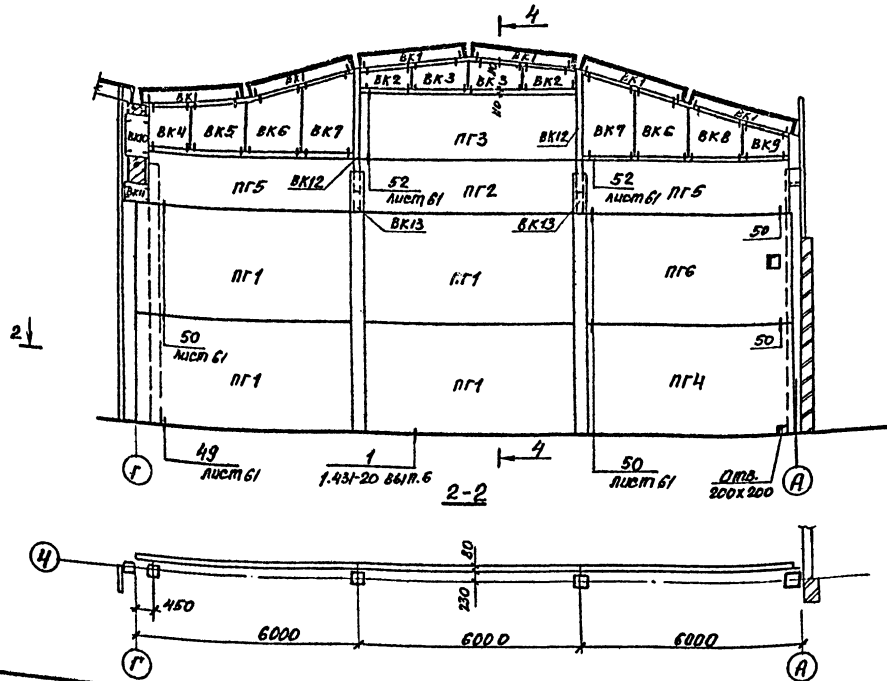 4
ВК1 ВК1 ВК1 ВК1 ВК1 ВК1
ВК2 ВК3 ВК3 ВК2
ВК4 ВК5 ВК6 ВК7 ВК7 ВК6 ВК8 ВК9
ВК10 ПГ3 ВК12
ПГ5 ВК12 52 ПГ2 52 ПГ5
Лист 61 Лист 61
ВК11 ВК13 ВК13 50
ПГ1 ПГ1 ПГ6
2
50 50
Лист 61
ПГ1 ПГ1 ПГ4
49 1 4 50 Отв.
Лист 61 1.431-20 вып.6 Лист 61 200х200
Г А
2-2
Ч 80
450 230
6000 6000 6000
Г А